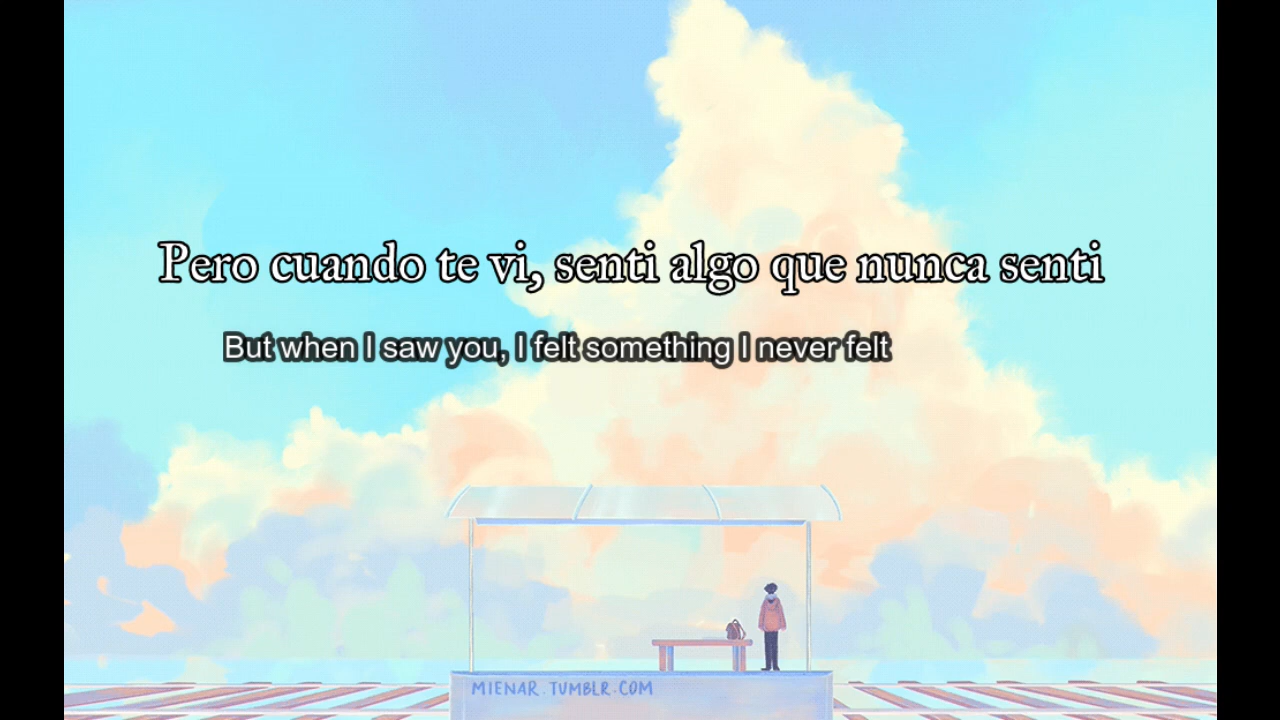 Pero cuando te vi, senti algo que nunca senti
But when I saw you, I felt something I never felt
MIENAR.TUMBLR.COM